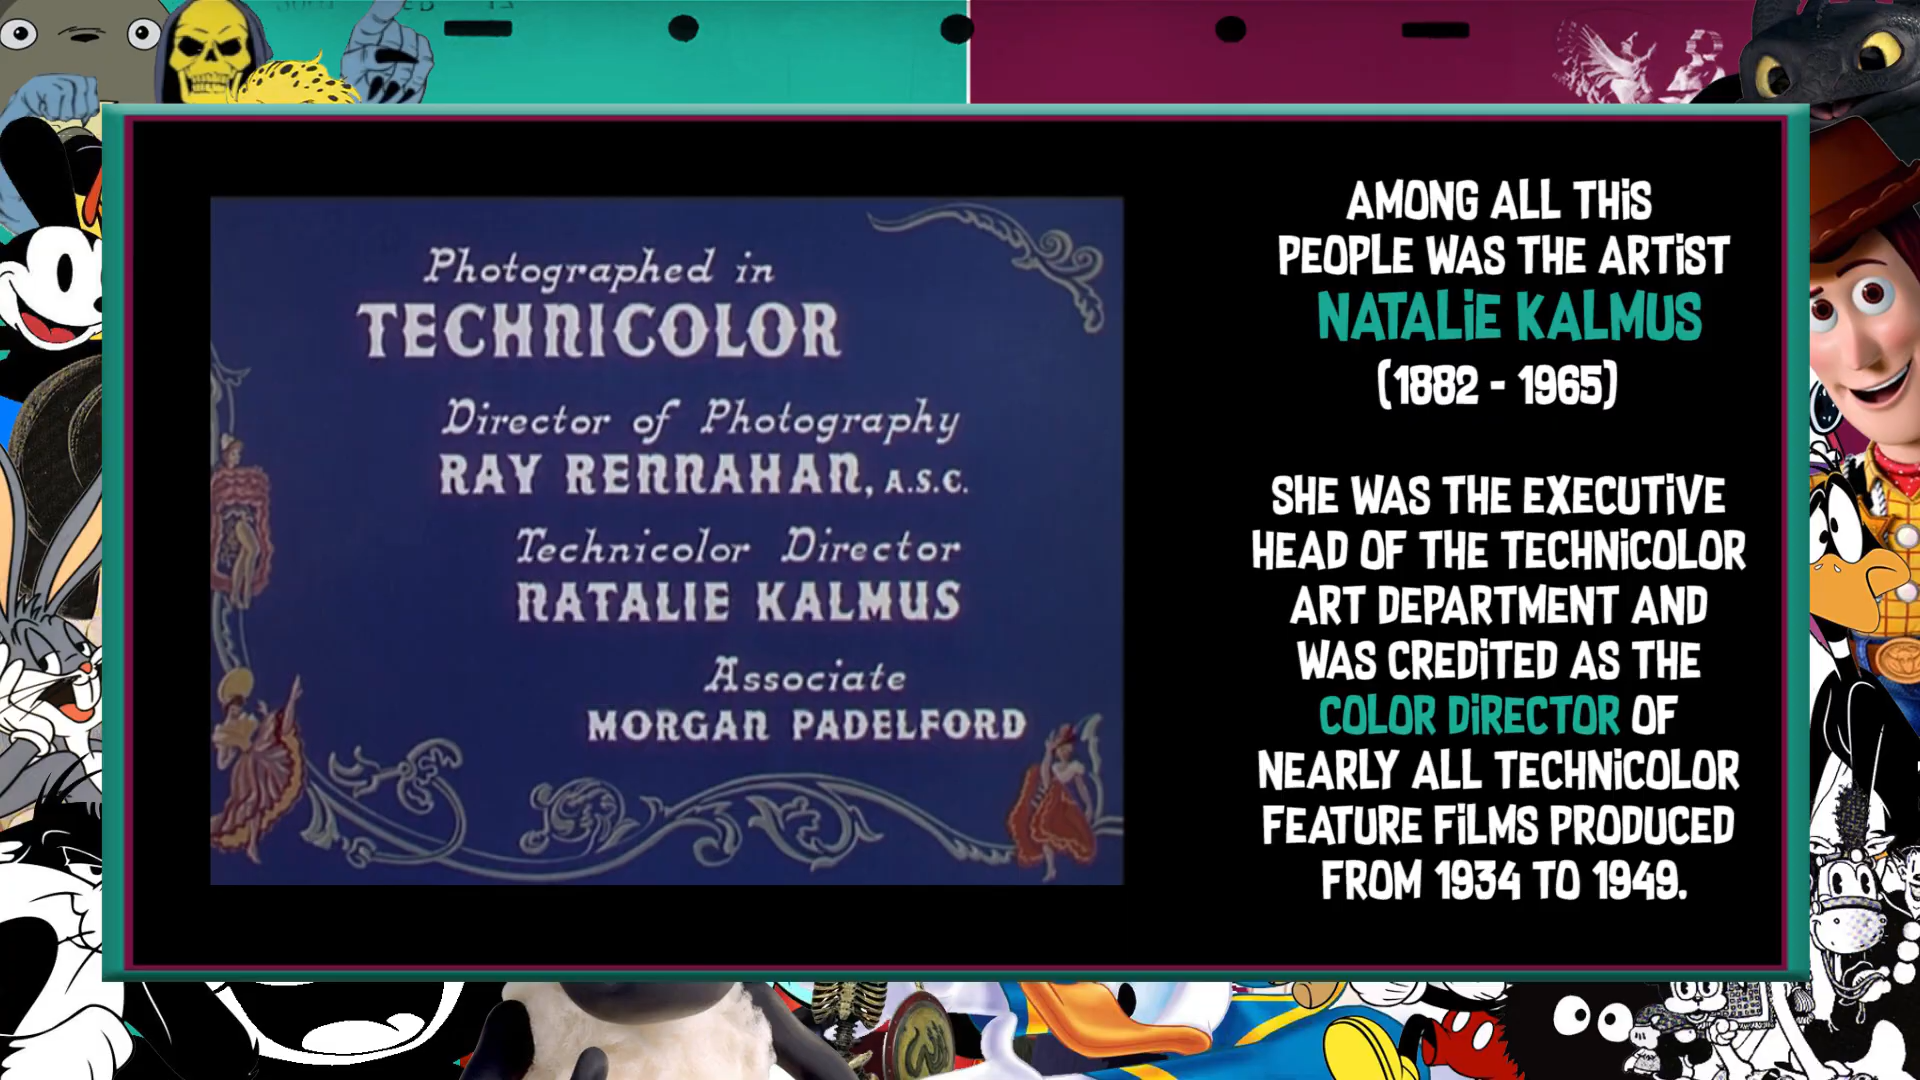 Photographed in
TECHNICOLOR
Director of Photography
RAY RENNAHAN, A.S.C.
Technicolor Director
NATALIE KALMUS
Associate
MORGAN PADELFORD
AMONG ALL THiS
PEOPLE WAS THE ARTiST
NATALiE KALMUS
(1882 - 1965)
SHE WAS THE EXECUTiVE
HEAD OF THE TECHNiCOLOR
ART DEPARTMENT AND
WAS CREDiTED AS THE
COLOR DiRECTOR OF
NEARLY ALL TECHNiCOLOR
FEATURE FiLMS PRODUCED
FROM 1934 TO 1949.